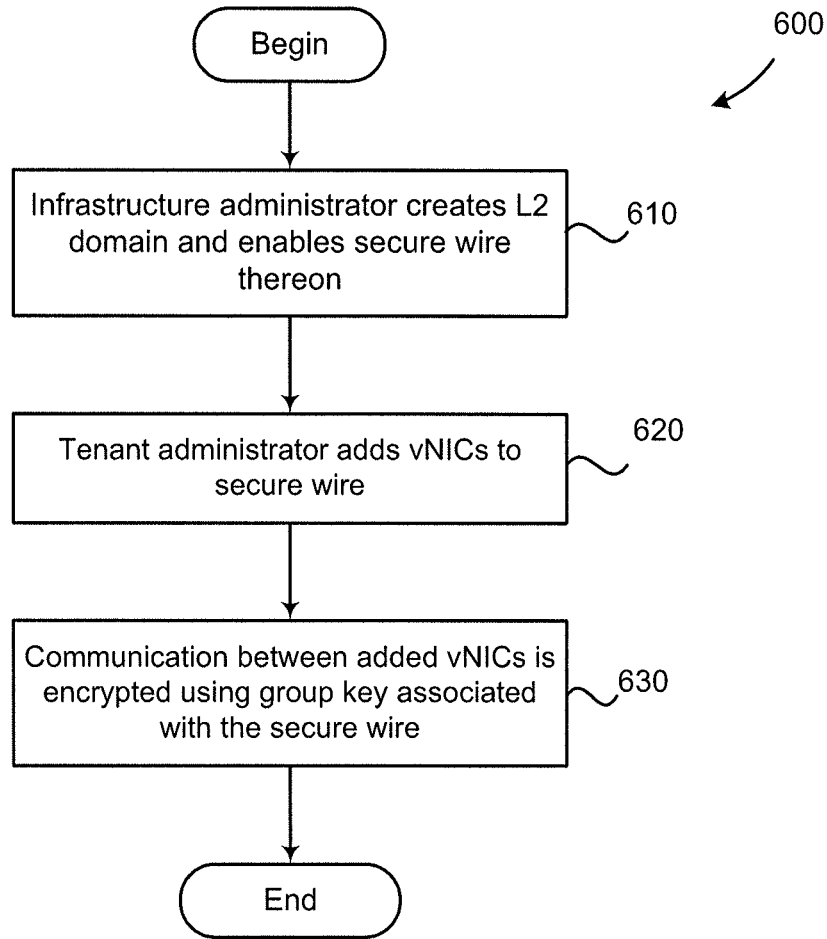 600
Begin
Infrastructure administrator creates L2
domain and enables secure wire
thereon
610
Tenant administrator adds vNICs to
secure wire
620
Communication between added vNICs is
encrypted using group key associated
with the secure wire
630
End